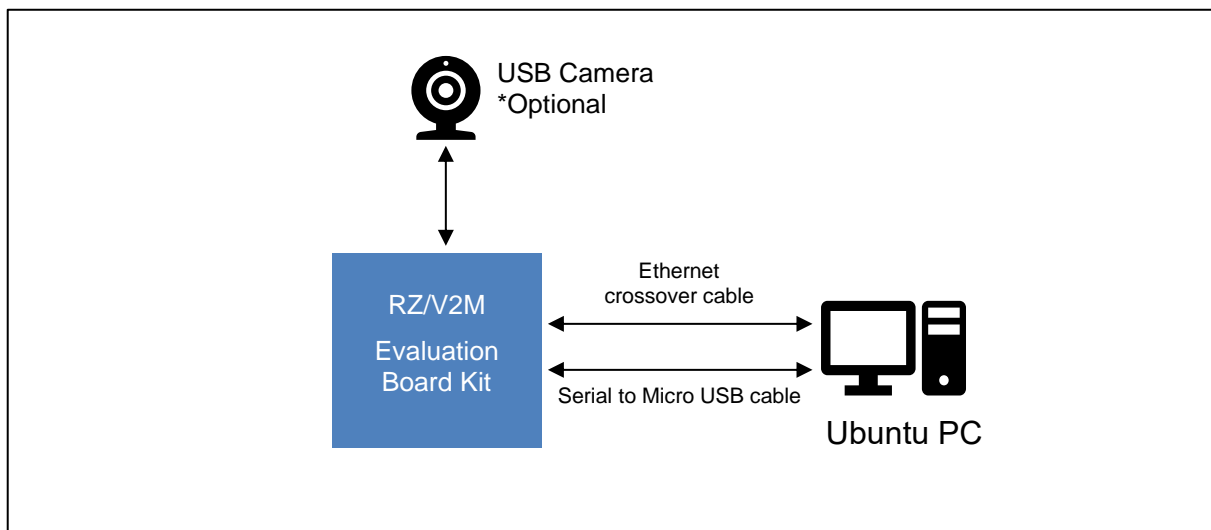 USB Camera
*Optional
RZ/V2M
Evaluation
Board Kit
Ethernet
crossover cable
Serial to Micro USB cable
Ubuntu PC